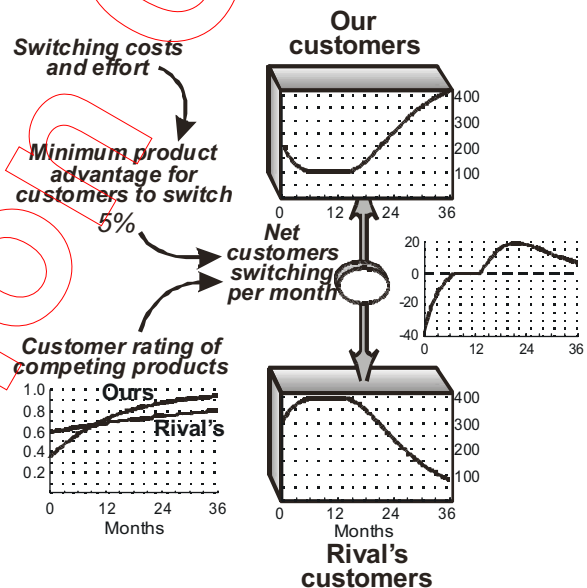 Our
customers
Switching costs
and effort
400
300
200
100
0 12 24 36
Minimum product
advantage for
customers to switch
5%
Net
customers
switching
per month
20
0
-20
-40
0 12 24 36
Customer rating of
competing products
1.0
0.8
0.6
0.4
0.2
Ours
Rival's
0 12 24 36
Months
400
300
200
100
0 12 24 36
Months
Rival's
customers